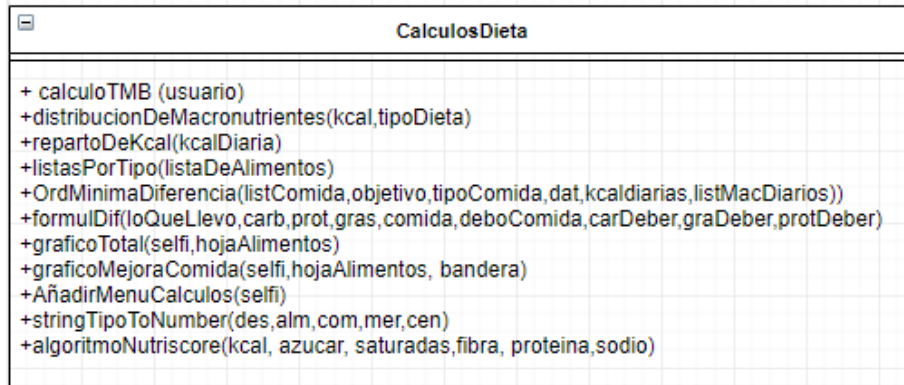 CalculosDieta
+ calculoTMB (usuario)
+distribucionDeMacronutrientes(kcal,tipoDieta)
+repartoDeKcal(kcalDiaria)
+listasPorTipo(listaDeAlimentos)
+OrdMinimaDiferencia(listComida,objetivo,tipoComida,dat,kcaldiarias,listMacDiarios))
+formulDif(loQueLlevo,carb,prot,gras,comida,deboComida,carDeber,graDeber,protDeber)
+graficoTotal(selfi,hojaAlimentos)
+graficoMejoraComida(selfi,hojaAlimentos, bandera)
+AñadirMenuCalculos(selfi)
+stringTipoToNumber(des,alm,com,mer,cen)
+algoritmoNutriscore(kcal, azucar, saturadas,fibra, proteina,sodio)